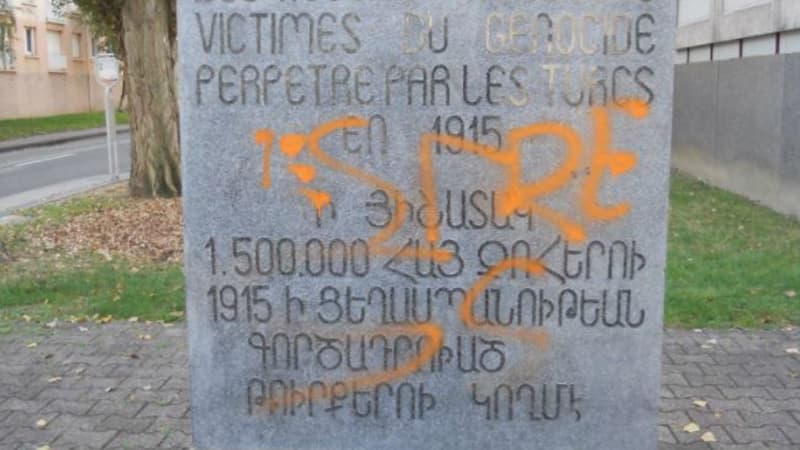 VICTIMES DU GENOCIDE
PERPETRE PAR LES TURCS
EN 1915
Ի ՅԻՇԱՏԱԿ
1.500.000 ՀԱՅ ԶՈՀԵՐՈՒ
1915 Ի ՑԵՂԱՍՊԱՆՈՒԹԵԱՆ
ԳՈՐԾԱԴՐՈՒԱԾ
ԹՈՒՐՔԵՐՈՒ ԿՈՂՄԷ